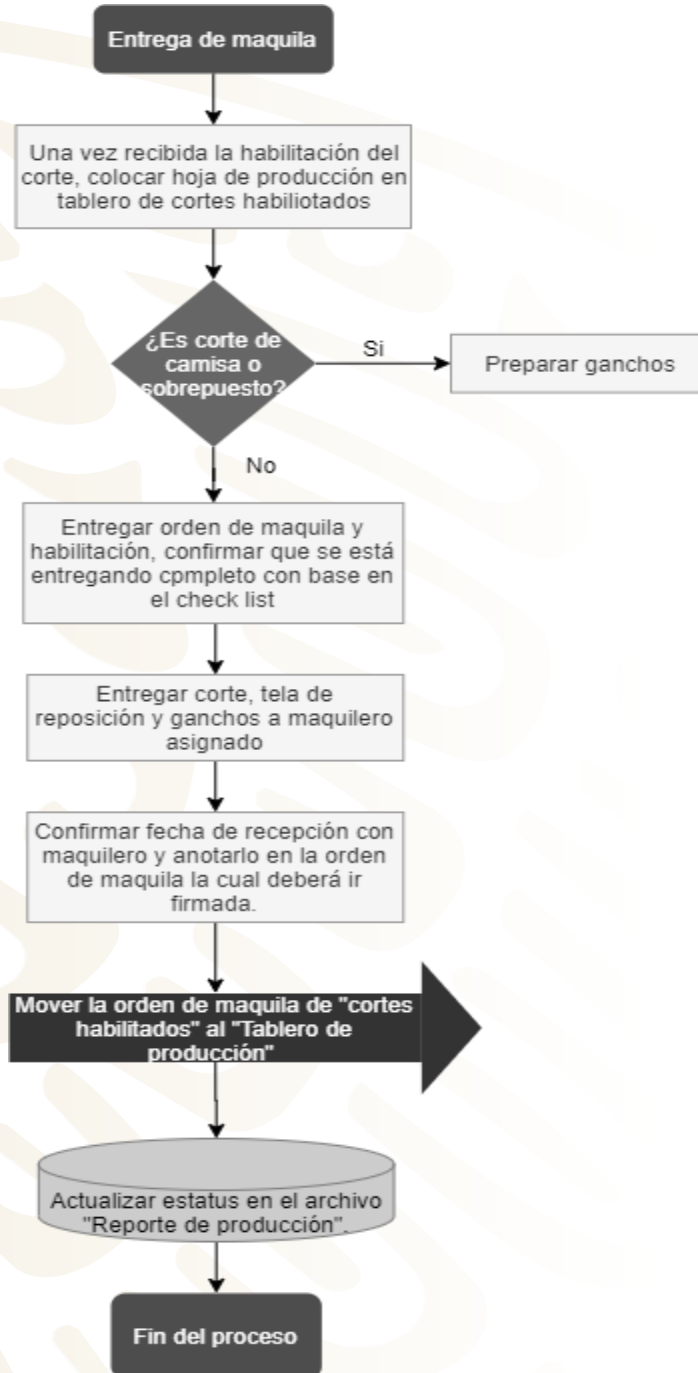 Entrega de maquila
Una vez recibida la habilitación del
corte, colocar hoja de producción en
tablero de cortes habiliotados
¿Es corte de
camisa o
sobrepuesto?
Si
Preparar ganchos
No
Entregar orden de maquila y
habilitación, confirmar que se está
entregando cpmpleto con base en
el check list
Entregar corte, tela de
reposición y ganchos a maquilero
asignado
Confirmar fecha de recepción con
maquilero y anotarlo en la orden
de maquila la cual deberá ir
firmada.
Mover la orden de maquila de "cortes
habilitados" al "Tablero de
producción"
Actualizar estatus en el archivo
"Reporte de producción".
Fin del proceso